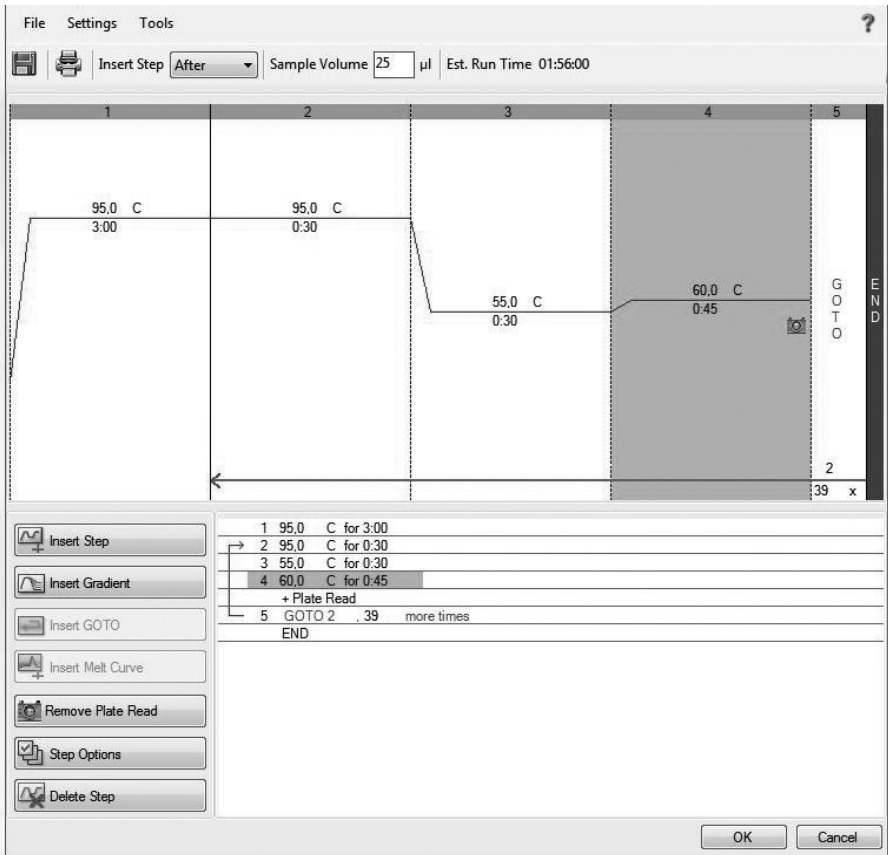 File Settings Tools ?
Insert Step After Sample Volume 25 µl Est. Run Time 01:56:00
1 2 3 4 5
95,0 C
3:00
95,0 C
0:30
55,0 C
0:30
60,0 C
0:45
GOTO
END
2
39 x
Insert Step
Insert Gradient
Insert GOTO
Insert Melt Curve
Remove Plate Read
Step Options
Delete Step
1 95,0 C for 3:00
2 95,0 C for 0:30
3 55,0 C for 0:30
4 60,0 C for 0:45
+ Plate Read
5 GOTO 2 , 39 more times
END
OK Cancel